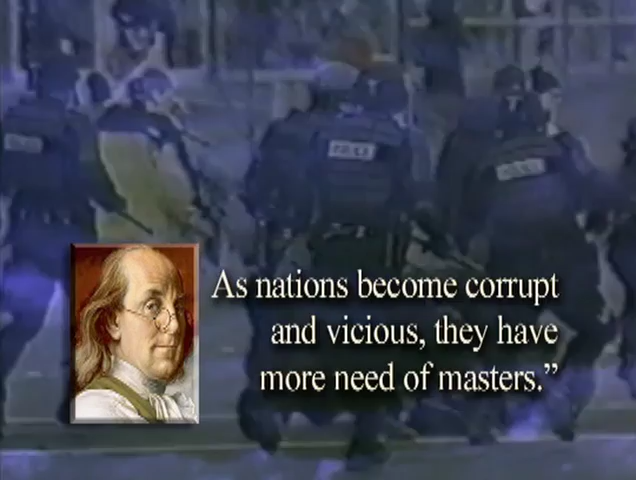 POLICE
POLICE
As nations become corrupt
and vicious, they have
more need of masters.”